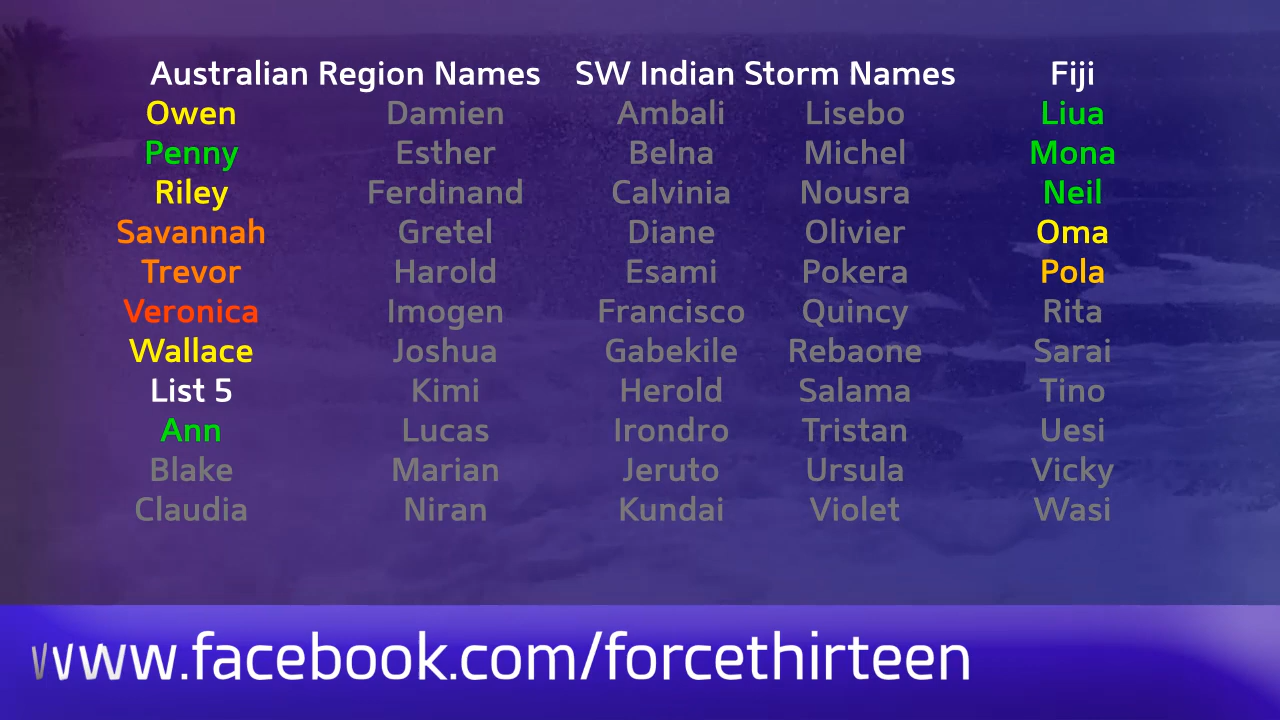 Australian Region Names SW Indian Storm Names Fiji
Owen Damien Ambali Lisebo Liua
Penny Esther Belna Michel Mona
Riley Ferdinand Calvinia Nousra Neil
Savannah Gretel Diane Olivier Oma
Trevor Harold Esami Pokera Pola
Veronica Imogen Francisco Quincy Rita
Wallace Joshua Gabekile Rebaone Sarai
List 5 Kimi Herold Salama Tino
Ann Lucas Irondro Tristan Uesi
Blake Marian Jeruto Ursula Vicky
Claudia Niran Kundai Violet Wasi
www.facebook.com/forcethirteen